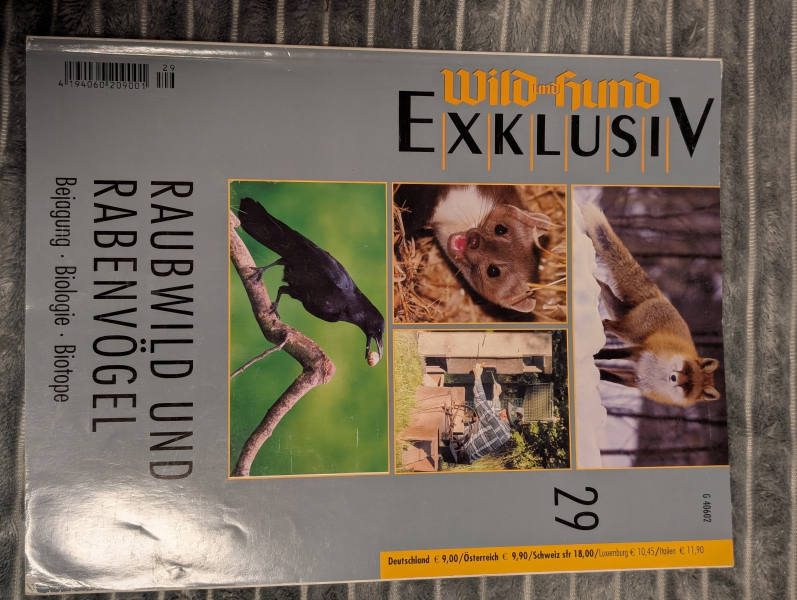 Wild und Hund
EXKLUSIV
G 40602
29
Deutschland € 9,00/Österreich € 9,90/Schweiz sfr 18,00/Luxemburg € 10,45/Italien € 11,90
RAUBWILD UND
RABENVÖGEL
Bejagung · Biologie · Biotope
29
4 194060 209001